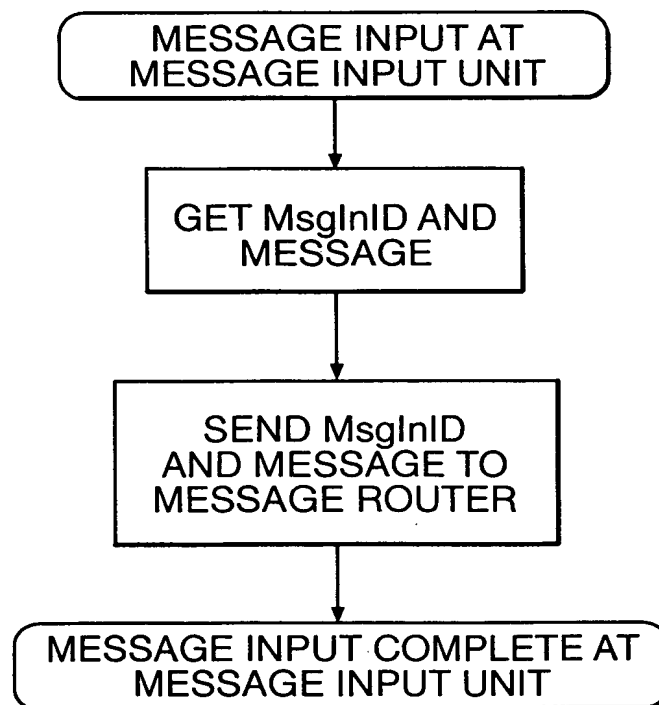 MESSAGE INPUT AT
MESSAGE INPUT UNIT
GET MsgInID AND
MESSAGE
SEND MsgInID
AND MESSAGE TO
MESSAGE ROUTER
MESSAGE INPUT COMPLETE AT
MESSAGE INPUT UNIT